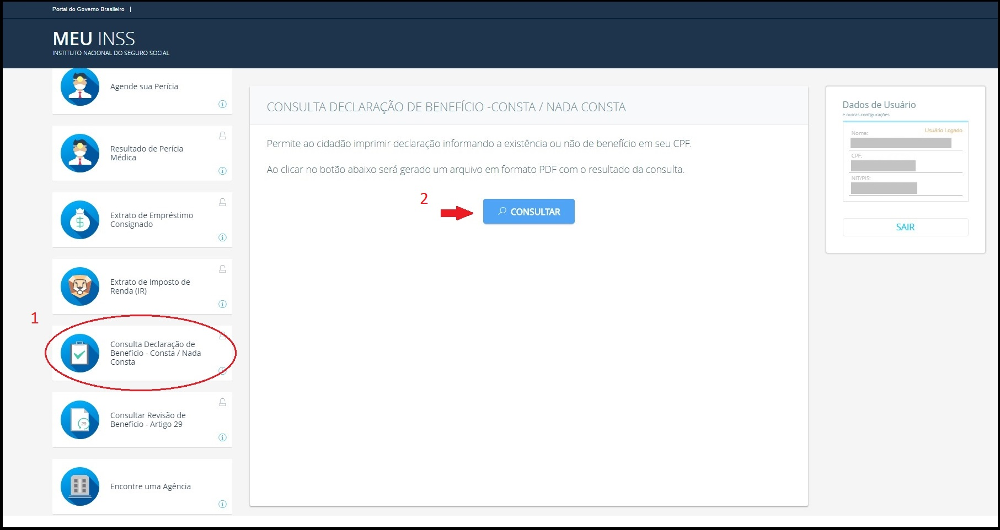 Portal do Governo Brasileiro |
MEU INSS
INSTITUTO NACIONAL DO SEGURO SOCIAL
Agende sua Perícia
Resultado de Perícia
Médica
Extrato de Empréstimo
Consignado
Extrato de Imposto de
Renda (IR)
1
Consulta Declaração de
Benefício - Consta / Nada
Consta
Consultar Revisão de
Benefício - Artigo 29
29
Encontre uma Agência
CONSULTA DECLARAÇÃO DE BENEFÍCIO -CONSTA / NADA CONSTA
Permite ao cidadão imprimir declaração informando a existência ou não de benefício em seu CPF.
Ao clicar no botão abaixo será gerado um arquivo em formato PDF com o resultado da consulta.
2
CONSULTAR
Dados de Usuário
e outras configurações
Usuário Logado
Nome:
CPF:
NIT/PIS:
SAIR